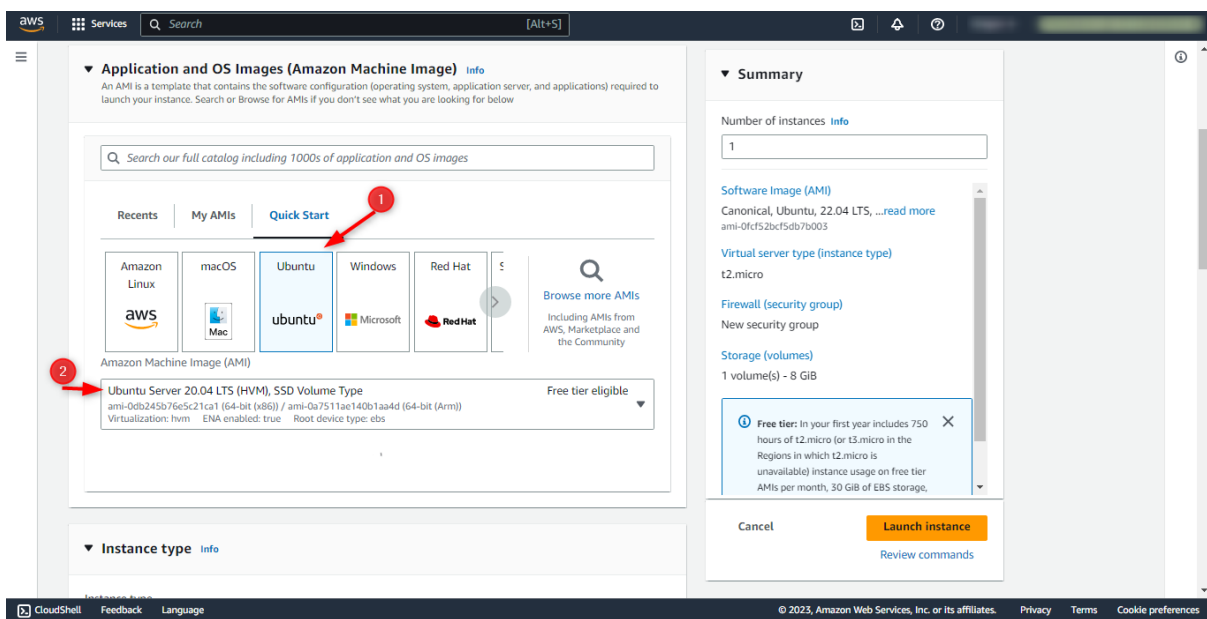 aws
Services
Search
[Alt+S]
Application and OS Images (Amazon Machine Image) Info
An AMI is a template that contains the software configuration (operating system, application server, and applications) required to
launch your instance. Search or Browse for AMIs if you don't see what you are looking for below
Search our full catalog including 1000s of application and OS images
1
Recents
My AMIs
Quick Start
Amazon
Linux
aws
macOS
Mac
Ubuntu
ubuntu
Windows
Microsoft
Red Hat
Red Hat
S
Browse more AMIs
Including AMIs from
AWS, Marketplace and
the Community
Amazon Machine Image (AMI)
2
Ubuntu Server 20.04 LTS (HVM), SSD Volume Type
Free tier eligible
ami-0db245b76e5c21ca1 (64-bit (x86)) / ami-0a7511ae140b1aa4d (64-bit (Arm))
Virtualization: hvm ENA enabled: true Root device type: ebs
Instance type Info
Summary
Number of instances Info
1
Software Image (AMI)
Canonical, Ubuntu, 22.04 LTS, ...read more
ami-0fcf52bcf5db7b003
Virtual server type (instance type)
t2.micro
Firewall (security group)
New security group
Storage (volumes)
1 volume(s) - 8 GiB
Free tier: In your first year includes 750
hours of t2.micro (or t3.micro in the
Regions in which t2.micro is
unavailable) instance usage on free tier
AMIs per month, 30 GiB of EBS storage,
Cancel
Launch instance
Review commands
CloudShell
Feedback
Language
© 2023, Amazon Web Services, Inc. or its affiliates.
Privacy
Terms
Cookie preferences